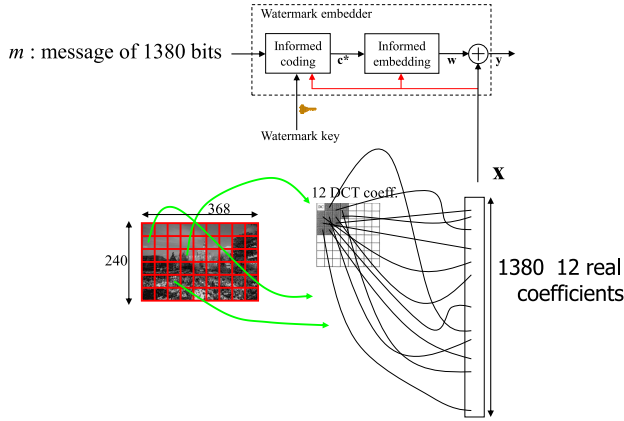 Watermark embedder
m : message of 1380 bits
Informed
coding
c*
Informed
embedding
w
y
Watermark key
x
12 DCT coeff.
368
240
1380 12 real
coefficients